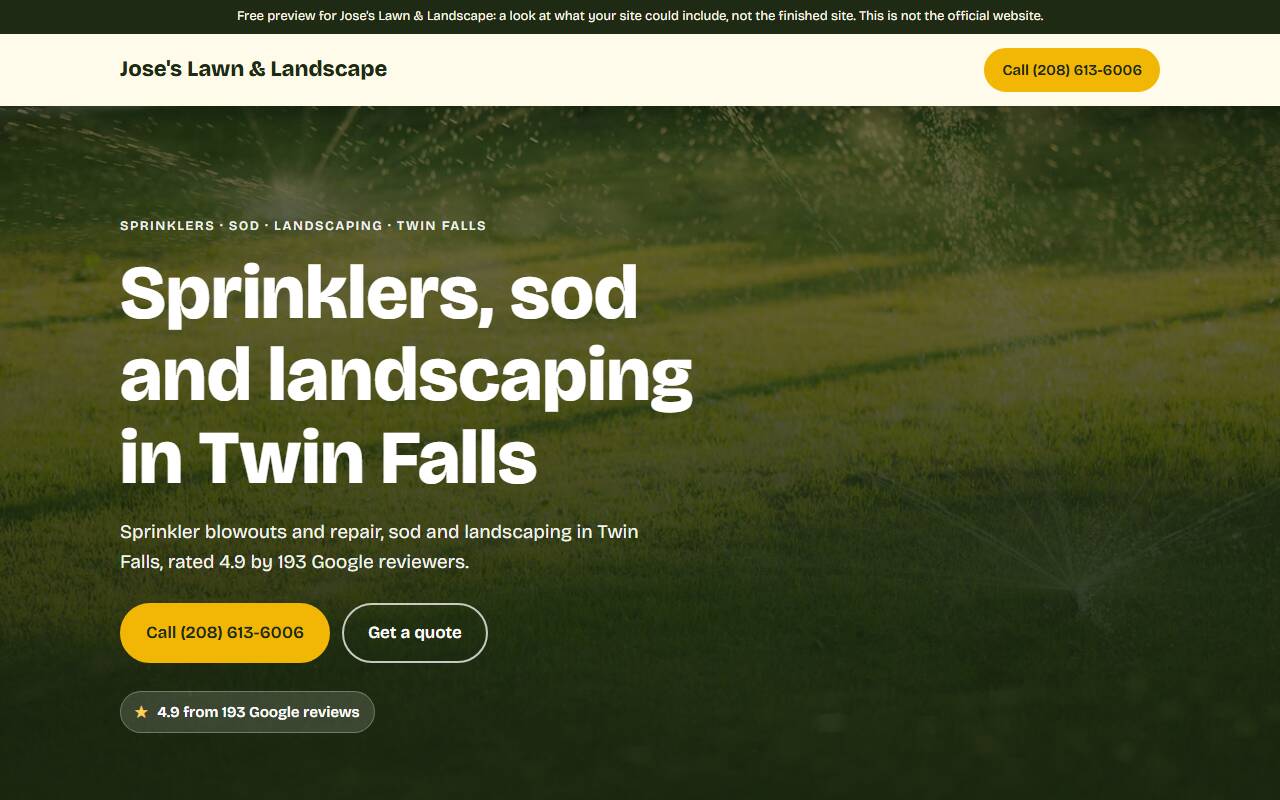 Free preview for Jose's Lawn & Landscape: a look at what your site could include, not the finished site. This is not the official website.
Jose's Lawn & Landscape
Call (208) 613-6006
SPRINKLERS · SOD · LANDSCAPING · TWIN FALLS
Sprinklers, sod
and landscaping
in Twin Falls
Sprinkler blowouts and repair, sod and landscaping in Twin
Falls, rated 4.9 by 193 Google reviewers.
Call (208) 613-6006
Get a quote
★ 4.9 from 193 Google reviews